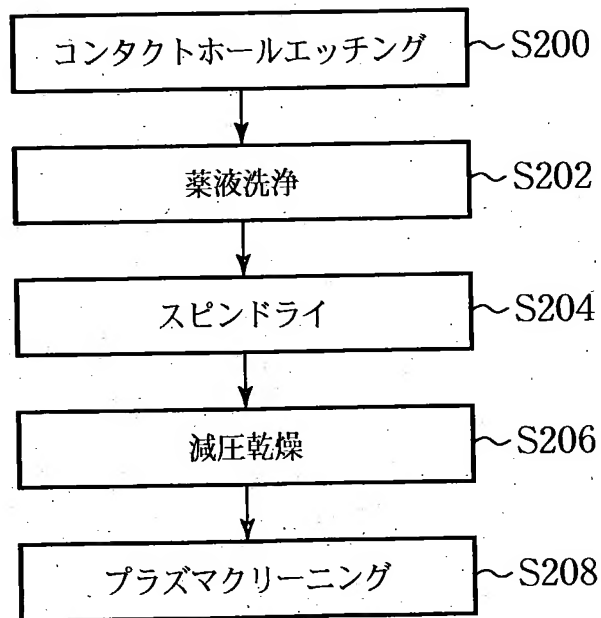 コンタクトホールエッチング ～S200
薬液洗浄 ～S202
スピンドライ ～S204
減圧乾燥 ～S206
プラズマクリーニング ～S208